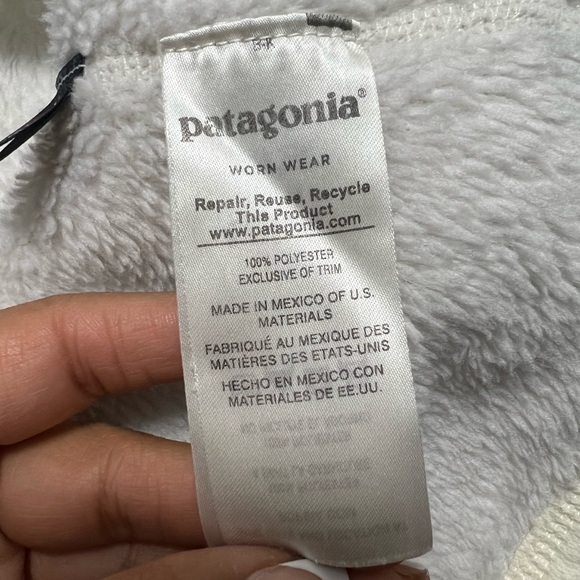 patagonia®
WORN WEAR
Repair, Reuse, Recycle
This Product
www.patagonia.com
100% POLYESTER
EXCLUSIVE OF TRIM
MADE IN MEXICO OF U.S.
MATERIALS
FABRIQUÉ AU MEXIQUE DES
MATIÈRES DES ETATS-UNIS
HECHO EN MEXICO CON
MATERIALES DE EE.UU.